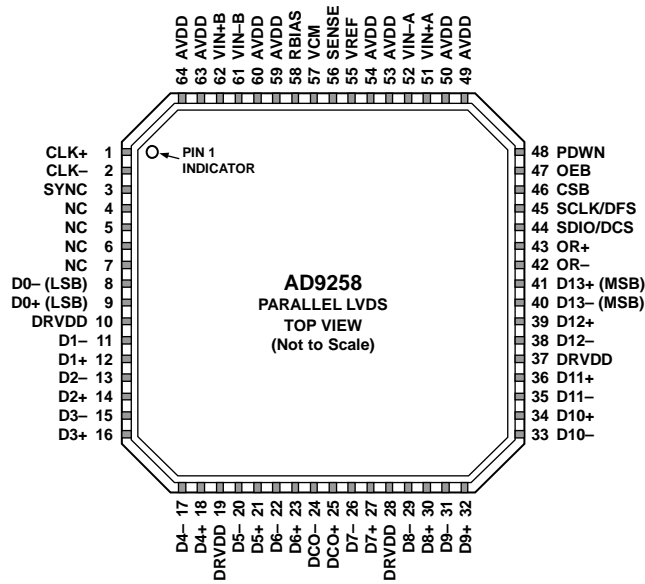 64 AVDD
63 AVDD
62 VIN+B
61 VIN–B
60 AVDD
59 AVDD
58 RBIAS
57 VCM
56 SENSE
55 VREF
54 AVDD
53 AVDD
52 VIN–A
51 VIN+A
50 AVDD
49 AVDD
CLK+ 1
CLK– 2
SYNC 3
NC 4
NC 5
NC 6
NC 7
D0– (LSB) 8
D0+ (LSB) 9
DRVDD 10
D1– 11
D1+ 12
D2– 13
D2+ 14
D3– 15
D3+ 16
PIN 1
INDICATOR
AD9258
PARALLEL LVDS
TOP VIEW
(Not to Scale)
48 PDWN
47 OEB
46 CSB
45 SCLK/DFS
44 SDIO/DCS
43 OR+
42 OR–
41 D13+ (MSB)
40 D13– (MSB)
39 D12+
38 D12–
37 DRVDD
36 D11+
35 D11–
34 D10+
33 D10–
D4– 17
D4+ 18
DRVDD 19
D5– 20
D5+ 21
D6– 22
D6+ 23
DCO– 24
DCO+ 25
D7– 26
D7+ 27
DRVDD 28
D8– 29
D8+ 30
D9– 31
D9+ 32